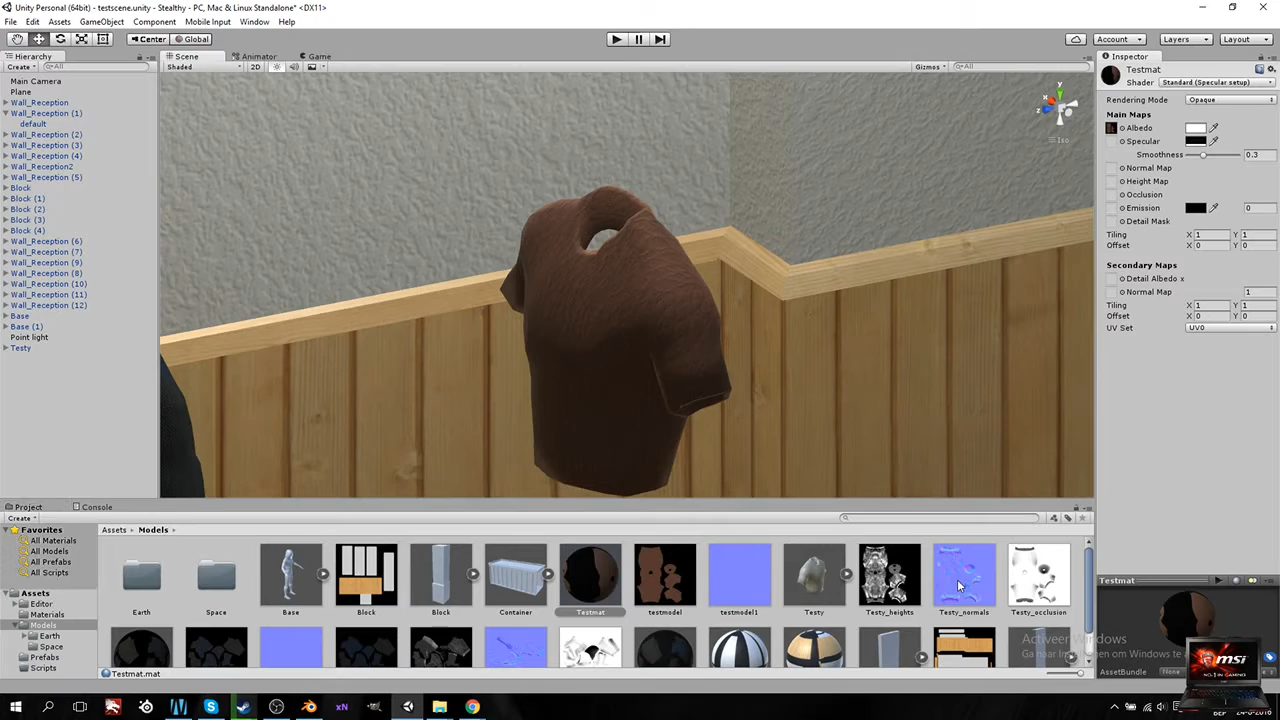 Unity Personal (64bit) - testscene.unity - Stealthy - PC, Mac & Linux Standalone* <DX11>
File Edit Assets GameObject Component Mobile Input Window Help
Center Global Account Layers Layout
Hierarchy
Create All
Main Camera
Plane
Wall_Reception
Wall_Reception (1)
default
Wall_Reception (2)
Wall_Reception (3)
Wall_Reception (4)
Wall_Reception2
Wall_Reception (5)
Block
Block (1)
Block (2)
Block (3)
Block (4)
Wall_Reception (6)
Wall_Reception (7)
Wall_Reception (8)
Wall_Reception (9)
Wall_Reception (10)
Wall_Reception (11)
Wall_Reception (12)
Base
Base (1)
Point light
Testy
Scene Animator Game
Shaded 2D Gizmos All
y
x
z
Iso
Inspector
Testmat
Shader Standard (Specular setup)
Rendering Mode Opaque
Main Maps
Albedo
Specular
Smoothness 0.3
Normal Map
Height Map
Occlusion
Emission 0
Detail Mask
Tiling X 1 Y 1
Offset X 0 Y 0
Secondary Maps
Detail Albedo x
Normal Map 1
Tiling X 1 Y 1
Offset X 0 Y 0
UV Set UV0
Project Console
Create
Favorites
All Materials
All Models
All Prefabs
All Scripts
Assets
Editor
Materials
Models
Earth
Space
Prefabs
Scripts
Assets Models
Earth Space Base Block Block Container Testmat testmodel testmodel1 Testy Testy_heights Testy_normals Testy_occlusion
Testmat.mat
Testmat
Activeer Windows
AssetBundle None
msi
NO.1 IN GAMING